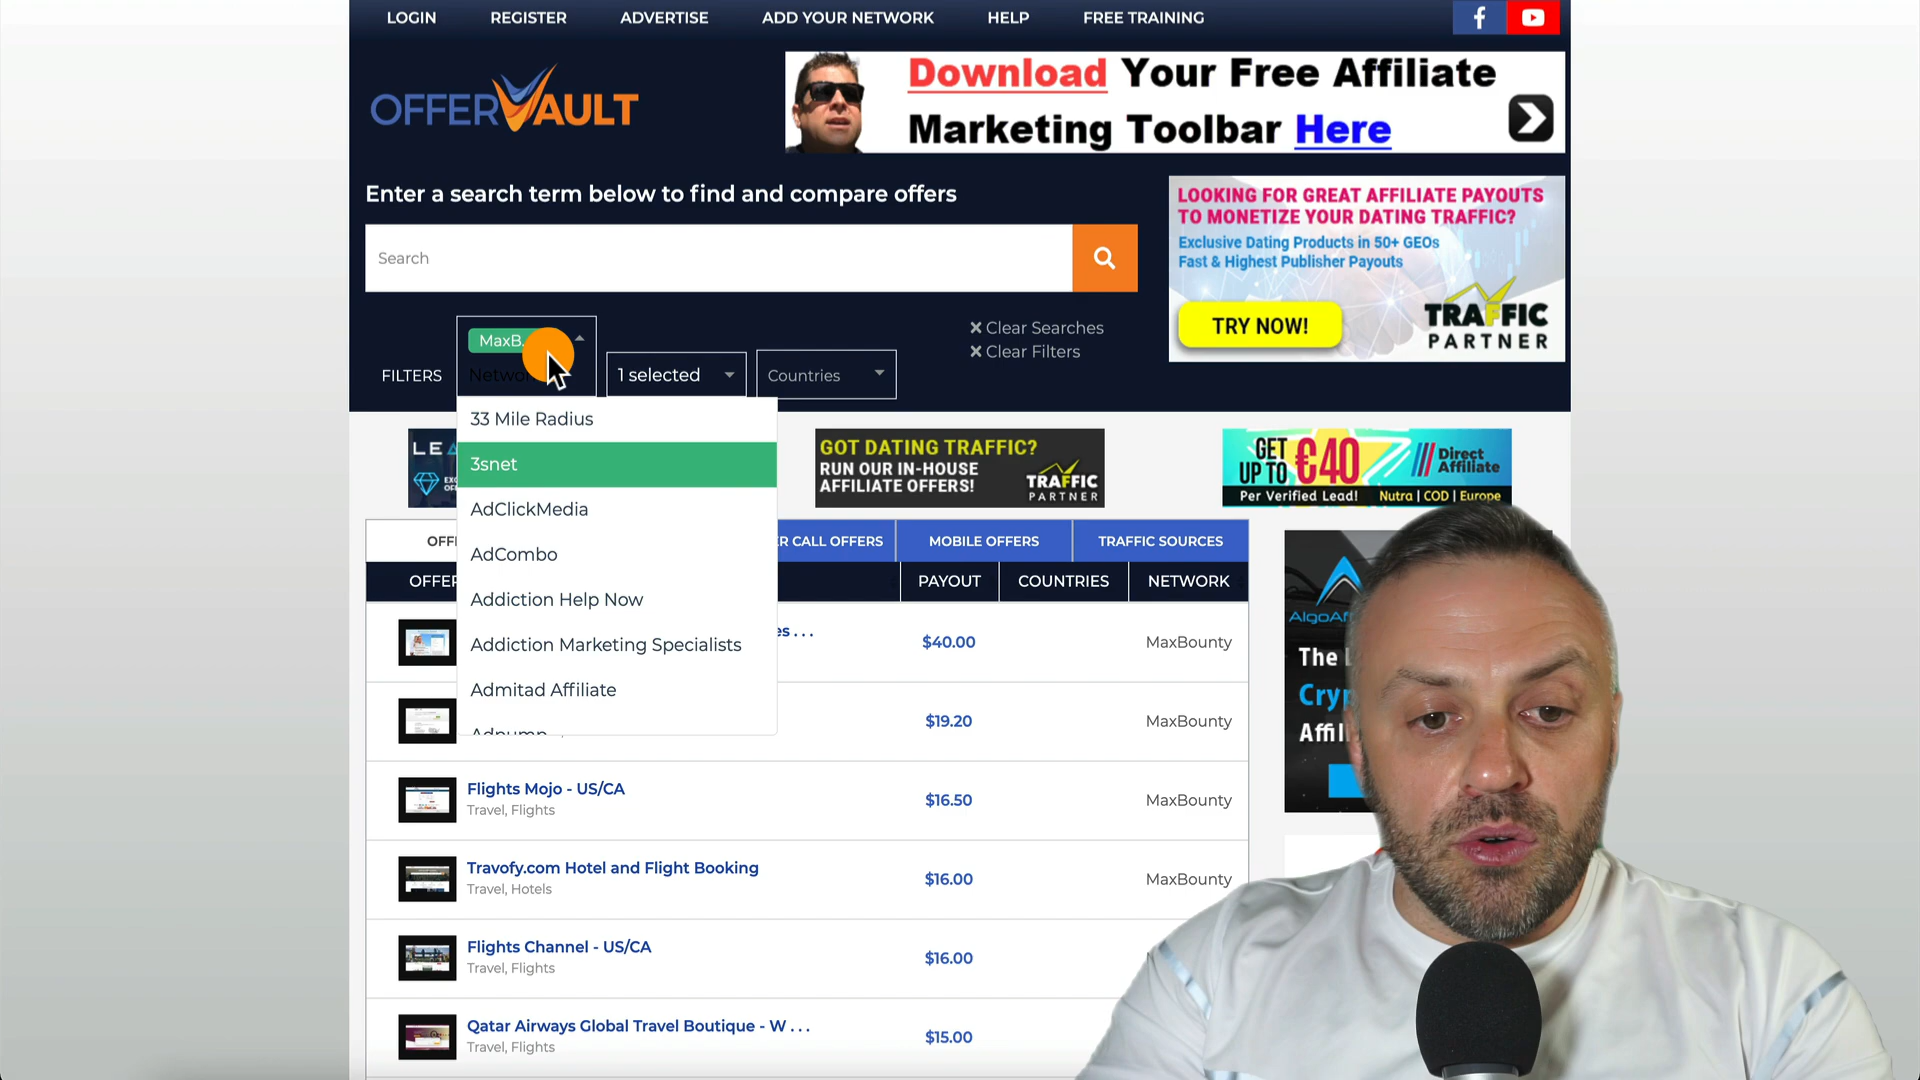 LOGIN REGISTER ADVERTISE ADD YOUR NETWORK HELP FREE TRAINING
OFFERVAULT
Download Your Free Affiliate
Marketing Toolbar Here
Enter a search term below to find and compare offers
Search
LOOKING FOR GREAT AFFILIATE PAYOUTS
TO MONETIZE YOUR DATING TRAFFIC?
Exclusive Dating Products in 50+ GEOs
Fast & Highest Publisher Payouts
TRY NOW!
TRAFFIC
PARTNER
Clear Searches
Clear Filters
FILTERS
MaxB.
1 selected
Countries
33 Mile Radius
3snet
AdClickMedia
AdCombo
Addiction Help Now
Addiction Marketing Specialists
Admitad Affiliate
GOT DATING TRAFFIC?
RUN OUR IN-HOUSE
AFFILIATE OFFERS!
TRAFFIC
PARTNER
GET
UP TO €40
Direct
Affiliate
Per Verified Lead! Nutra | COD | Europe
CALL OFFERS MOBILE OFFERS TRAFFIC SOURCES
PAYOUT COUNTRIES NETWORK
es . . .
$40.00 MaxBounty
$19.20 MaxBounty
Flights Mojo - US/CA
Travel, Flights
$16.50 MaxBounty
Travofy.com Hotel and Flight Booking
Travel, Hotels
$16.00 MaxBounty
Flights Channel - US/CA
Travel, Flights
$16.00
Qatar Airways Global Travel Boutique - W . . .
Travel, Flights
$15.00
The